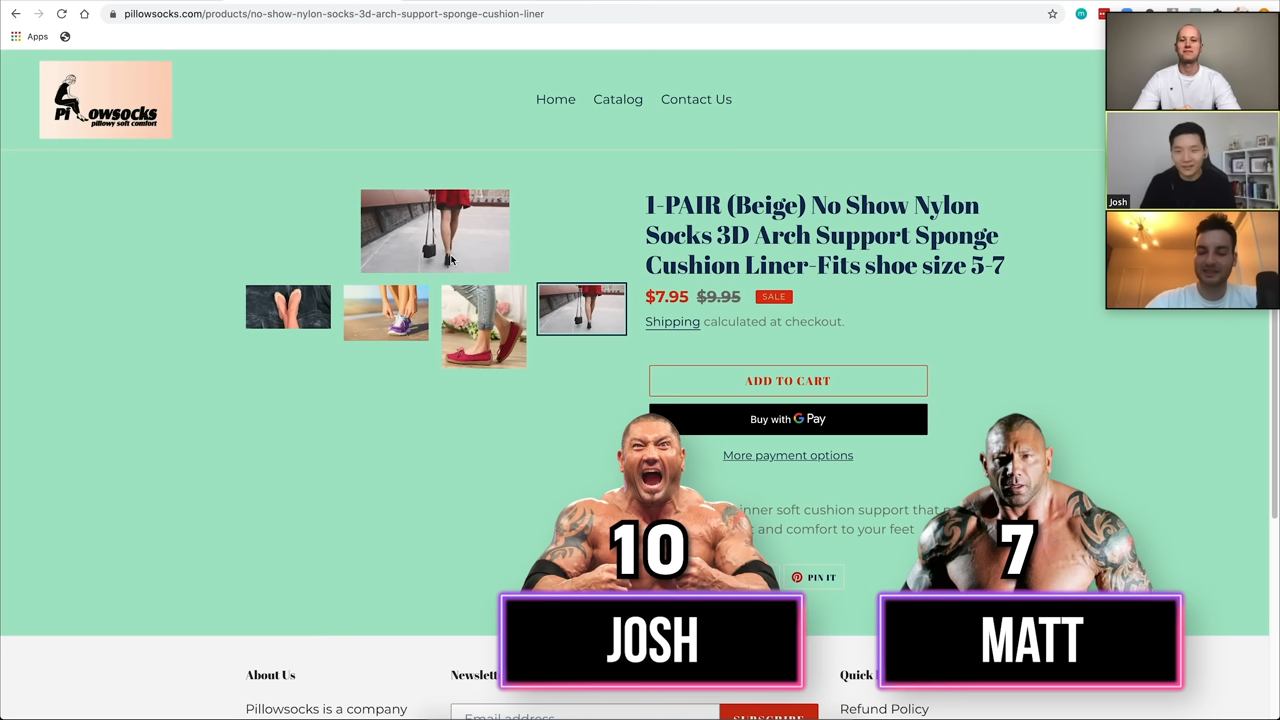 pillowsocks.com/products/no-show-nylon-socks-3d-arch-support-sponge-cushion-liner
Apps
Pillowsocks
pillowy soft comfort
Home Catalog Contact Us
Josh
1-PAIR (Beige) No Show Nylon
Socks 3D Arch Support Sponge
Cushion Liner-Fits shoe size 5-7
$7.95 $9.95 SALE
Shipping calculated at checkout.
ADD TO CART
Buy with G Pay
More payment options
inner soft cushion support that
and comfort to your feet
PIN IT
10
7
JOSH
MATT
About Us
Quick
Pillowsocks is a company
Email address
SUBSCRIBE
Refund Policy